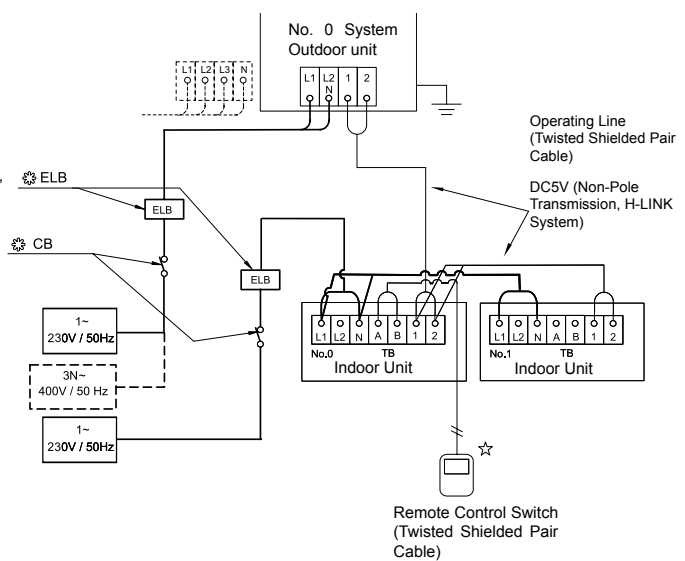 No. 0 System
Outdoor unit
L1 L2 L3 N
L1 L2 N 1 2
Operating Line
(Twisted Shielded Pair
Cable)
DC5V (Non-Pole
Transmission, H-LINK
System)
ELB
ELB
CB
ELB
1~
230V / 50Hz
3N~
400V / 50 Hz
1~
230V / 50Hz
L1 L2 N A B 1 2
No.0 TB
Indoor Unit
L1 L2 N A B 1 2
No.1 TB
Indoor Unit
Remote Control Switch
(Twisted Shielded Pair
Cable)